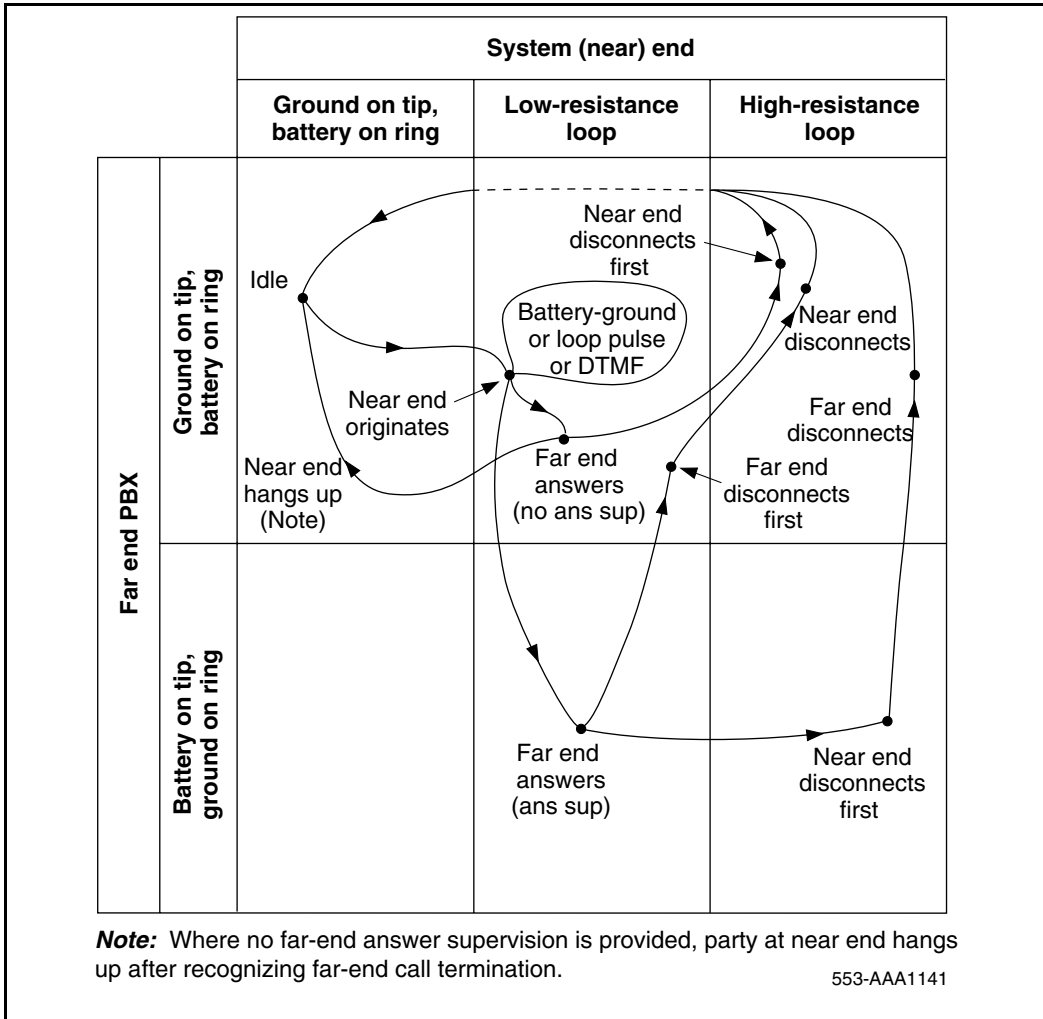 System (near) end
Ground on tip,
battery on ring
Low-resistance
loop
High-resistance
loop
Far end PBX
Ground on tip,
battery on ring
Idle
Near end
disconnects
first
Battery-ground
or loop pulse
or DTMF
Near end
disconnects
Near end
originates
Far end
disconnects
Near end
hangs up
(Note)
Far end
answers
(no ans sup)
Far end
disconnects
first
Battery on tip,
ground on ring
Far end
answers
(ans sup)
Near end
disconnects
first
Note: Where no far-end answer supervision is provided, party at near end hangs
up after recognizing far-end call termination.
553-AAA1141